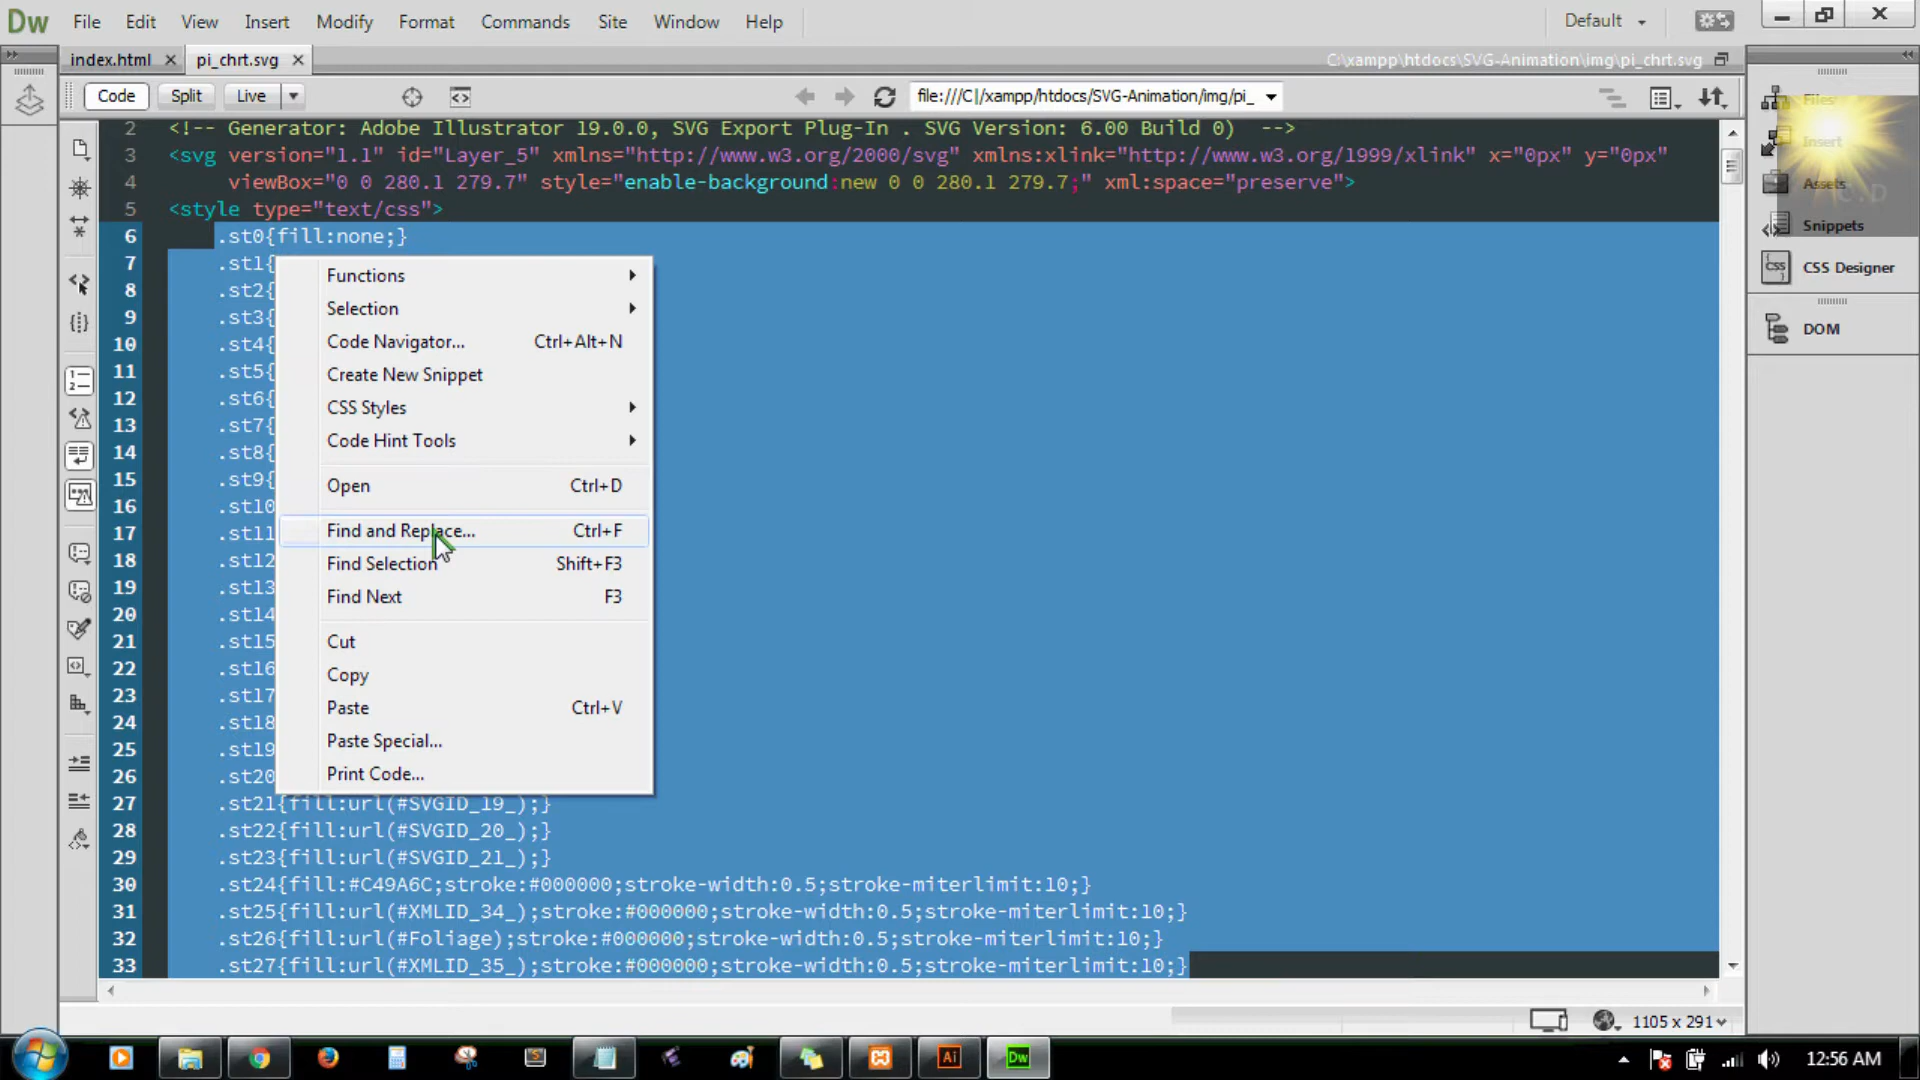 Dw File Edit View Insert Modify Format Commands Site Window Help Default
index.html pi_chrt.svg C:\xampp\htdocs\SVG-Animation\img\pi_chrt.svg
Code Split Live file:///C|/xampp/htdocs/SVG-Animation/img/pi_
2 <!-- Generator: Adobe Illustrator 19.0.0, SVG Export Plug-In . SVG Version: 6.00 Build 0) -->
3 <svg version="1.1" id="Layer_5" xmlns="http://www.w3.org/2000/svg" xmlns:xlink="http://www.w3.org/1999/xlink" x="0px" y="0px"
4 viewBox="0 0 280.1 279.7" style="enable-background:new 0 0 280.1 279.7;" xml:space="preserve">
5 <style type="text/css">
6 .st0{fill:none;}
7 .st1{
8 .st2{
9 .st3{
10 .st4{
11 .st5{
12 .st6{
13 .st7{
14 .st8{
15 .st9{
16 .st10
17 .st11
18 .st12
19 .st13
20 .st14
21 .st15
22 .st16
23 .st17
24 .st18
25 .st19
26 .st20
27 .st21{fill:url(#SVGID_19_);}
28 .st22{fill:url(#SVGID_20_);}
29 .st23{fill:url(#SVGID_21_);}
30 .st24{fill:#C49A6C;stroke:#000000;stroke-width:0.5;stroke-miterlimit:10;}
31 .st25{fill:url(#XMLID_34_);stroke:#000000;stroke-width:0.5;stroke-miterlimit:10;}
32 .st26{fill:url(#Foliage);stroke:#000000;stroke-width:0.5;stroke-miterlimit:10;}
33 .st27{fill:url(#XMLID_35_);stroke:#000000;stroke-width:0.5;stroke-miterlimit:10;}
Functions
Selection
Code Navigator... Ctrl+Alt+N
Create New Snippet
CSS Styles
Code Hint Tools
Open Ctrl+D
Find and Replace... Ctrl+F
Find Selection Shift+F3
Find Next F3
Cut
Copy
Paste Ctrl+V
Paste Special...
Print Code...
Files
Insert
Assets
C.D
Snippets
CSS CSS Designer
DOM
1105 x 291
Ai Dw 12:56 AM